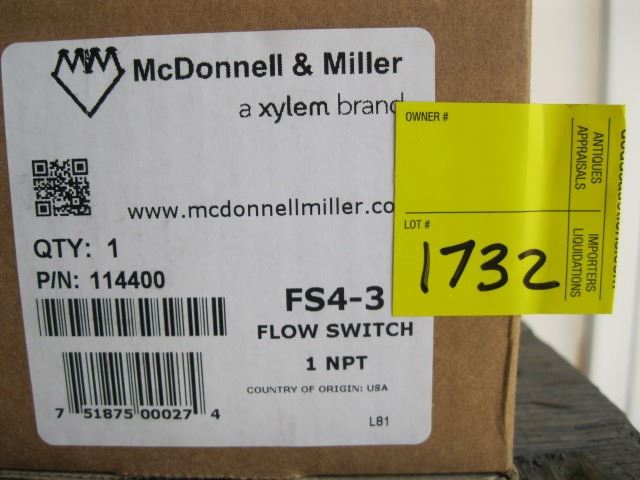 McDonnell & Miller
a xylem brand
www.mcdonnellmiller.co
QTY: 1
P/N: 114400
FS4-3
FLOW SWITCH
1 NPT
COUNTRY OF ORIGIN: USA
7 51875 00027 4
L81
OWNER #
LOT #
1732
ANTIQUES
APPRAISALS
IMPORTERS
LIQUIDATIONS